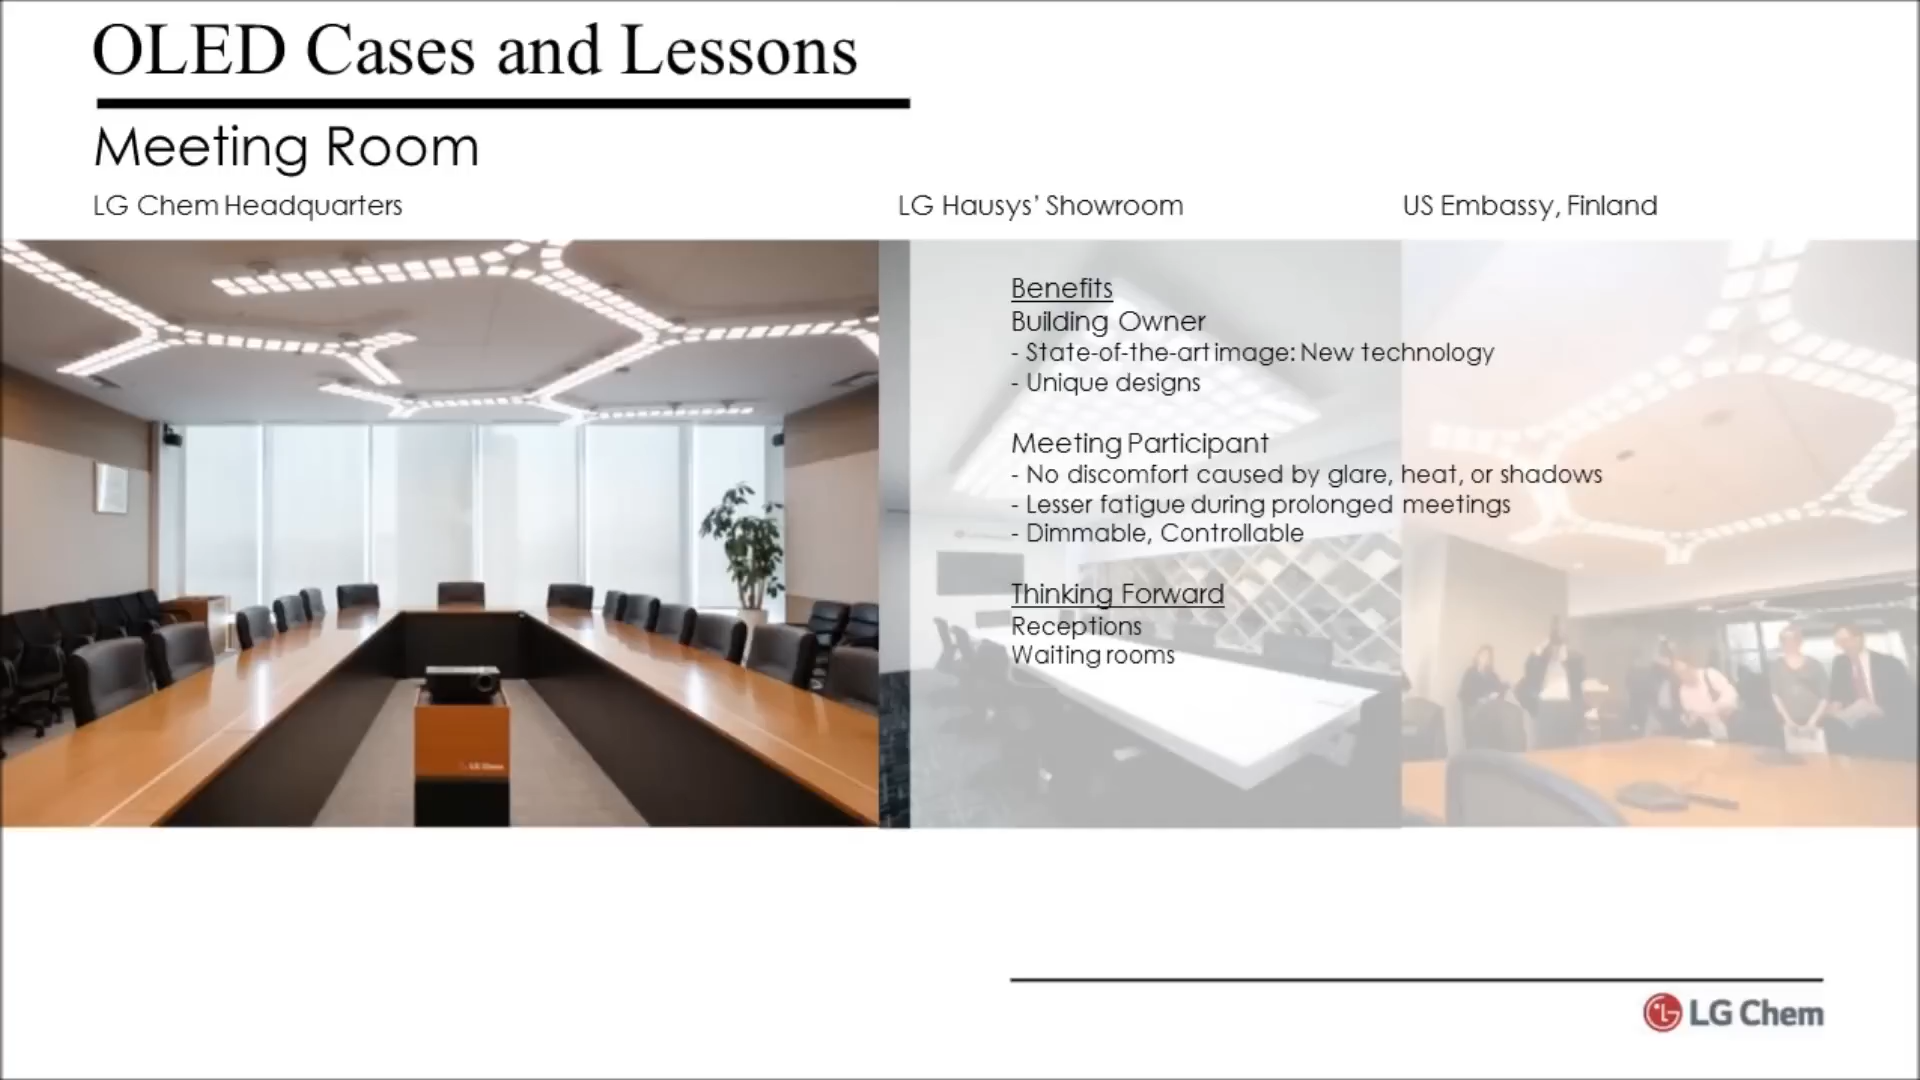 OLED Cases and Lessons
Meeting Room
LG Chem Headquarters
LG Hausys’ Showroom
US Embassy, Finland
Benefits
Building Owner
- State-of-the-art image: New technology
- Unique designs
Meeting Participant
- No discomfort caused by glare, heat, or shadows
- Lesser fatigue during prolonged meetings
- Dimmable, Controllable
Thinking Forward
Receptions
Waiting rooms
LG Chem
LG Chem